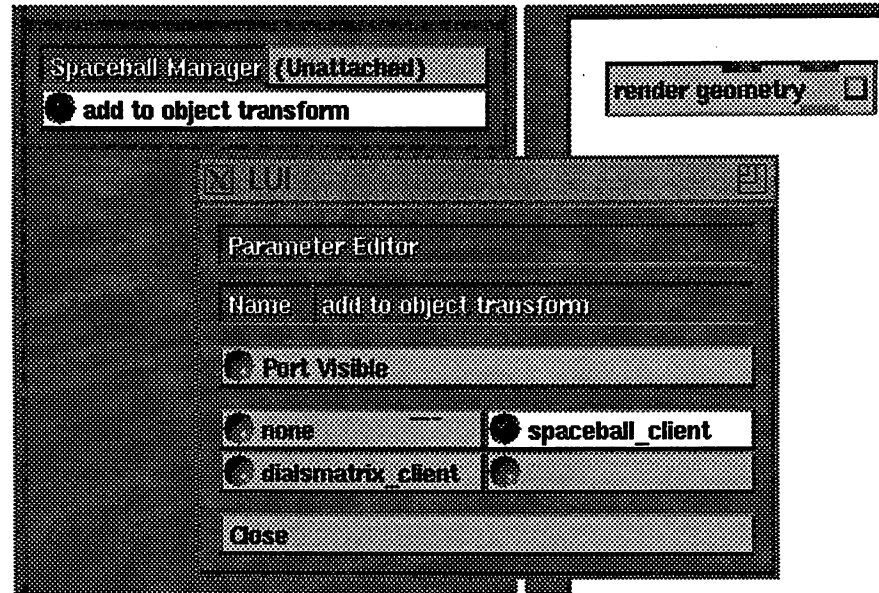 Spaceball Manager (Unattached)
add to object transform
render geometry
LUI
Parameter Editor
Name add to object transform
Port Visible
none spaceball_client
dialsmatrix_client
Close